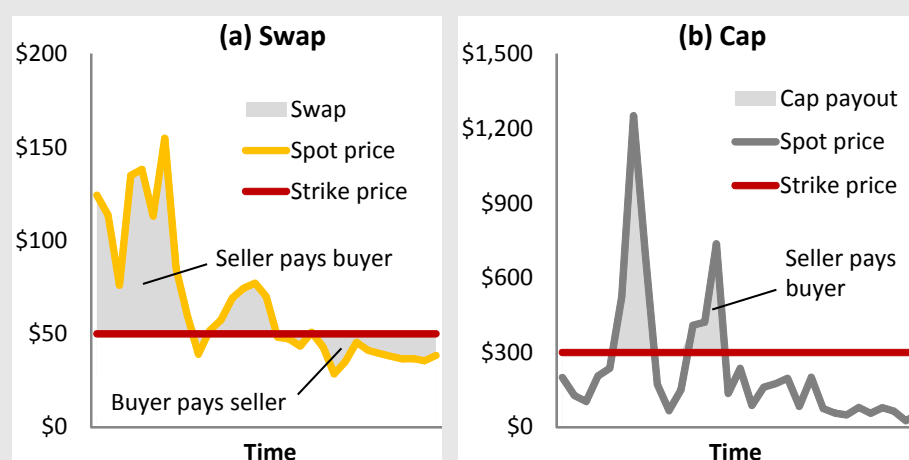 (a) Swap
$200
$150
$100
$50
$0
Swap
Spot price
Strike price
Seller pays buyer
Buyer pays seller
Time
(b) Cap
$1,500
$1,200
$900
$600
$300
$0
Cap payout
Spot price
Strike price
Seller pays
buyer
Time